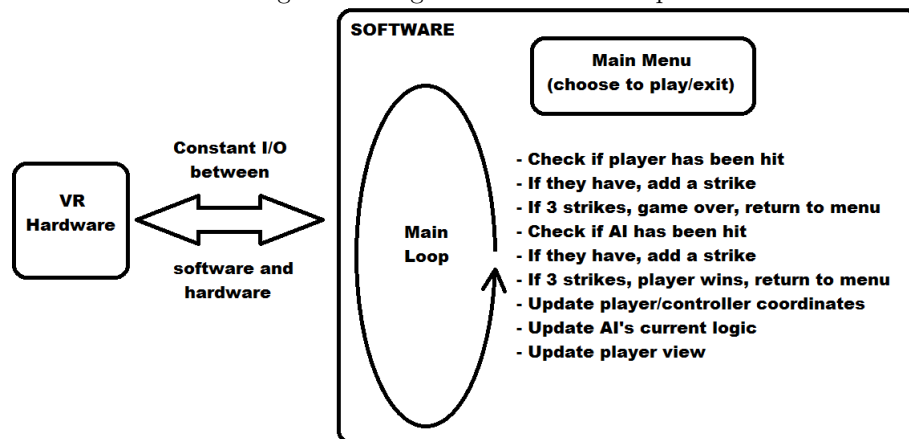 SOFTWARE
Main Menu
(choose to play/exit)
Constant I/O
between
VR
Hardware
software and
hardware
Main
Loop
- Check if player has been hit
- If they have, add a strike
- If 3 strikes, game over, return to menu
- Check if AI has been hit
- If they have, add a strike
- If 3 strikes, player wins, return to menu
- Update player/controller coordinates
- Update AI's current logic
- Update player view